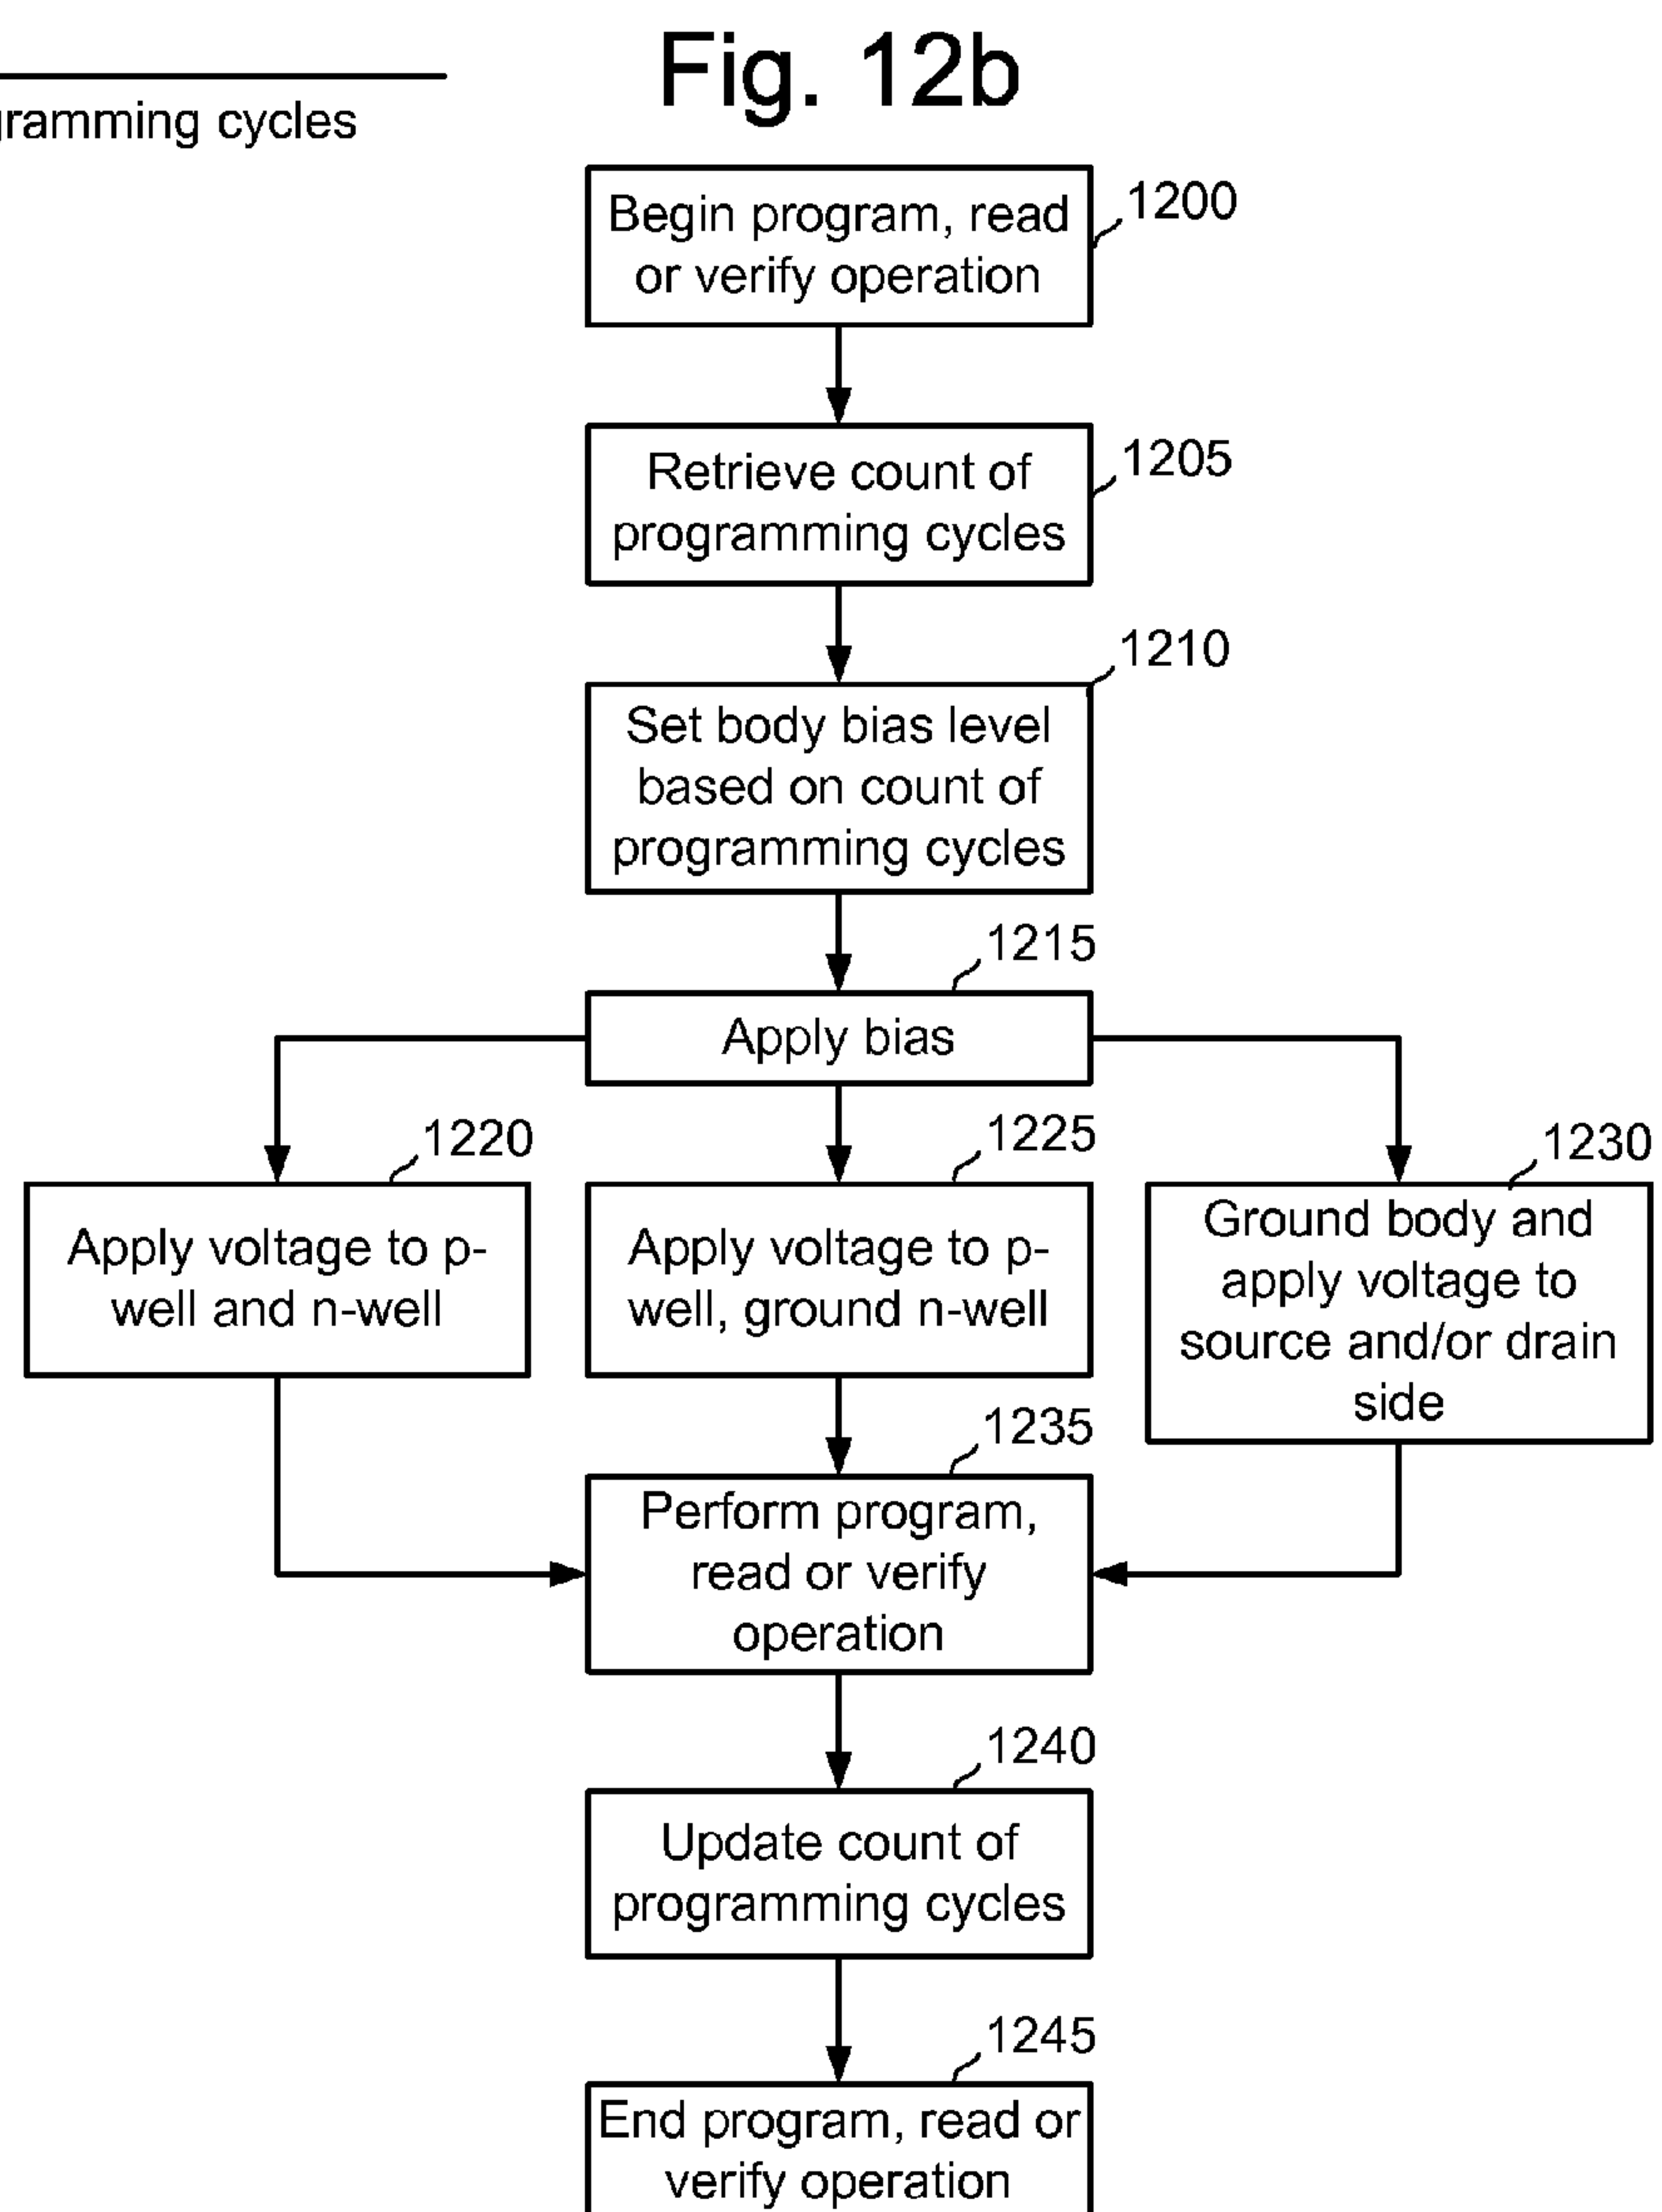 Fig. 12b
gramming cycles
Begin program, read
or verify operation
1200
Retrieve count of
programming cycles
1205
Set body bias level
based on count of
programming cycles
1210
Apply bias
1215
Apply voltage to p-
well and n-well
1220
Apply voltage to p-
well, ground n-well
1225
Ground body and
apply voltage to
source and/or drain
side
1230
Perform program,
read or verify
operation
1235
Update count of
programming cycles
1240
End program, read or
verify operation
1245